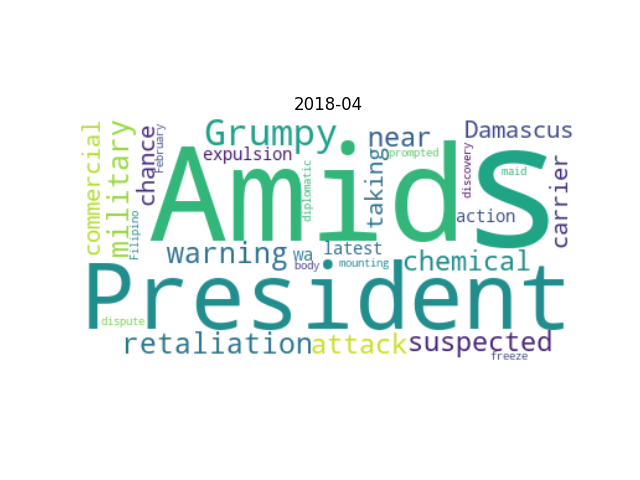 2018-04
Grumpy
near
Damascus
commercial
military
chance
February
expulsion
diplomatic
taking
prompted
discovery
maid
carrier
Amid
s
Filipino
action
warning
wa
latest
body
mounting
chemical
President
dispute
retaliation
attack
suspected
freeze